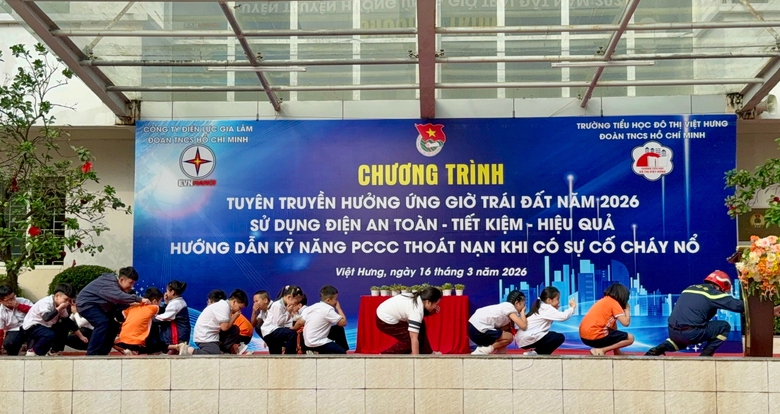 CÔNG TY ĐIỆN LỰC GIA LÂM
ĐOÀN TNCS HỒ CHÍ MINH
EVNHANOI
TRƯỜNG TIỂU HỌC ĐÔ THỊ VIỆT HƯNG
ĐOÀN TNCS HỒ CHÍ MINH
CHƯƠNG TRÌNH
TUYÊN TRUYỀN HƯỞNG ỨNG GIỜ TRÁI ĐẤT NĂM 2026
SỬ DỤNG ĐIỆN AN TOÀN - TIẾT KIỆM - HIỆU QUẢ
HƯỚNG DẪN KỸ NĂNG PCCC THOÁT NẠN KHI CÓ SỰ CỐ CHÁY NỔ
Việt Hưng, ngày 16 tháng 3 năm 2026